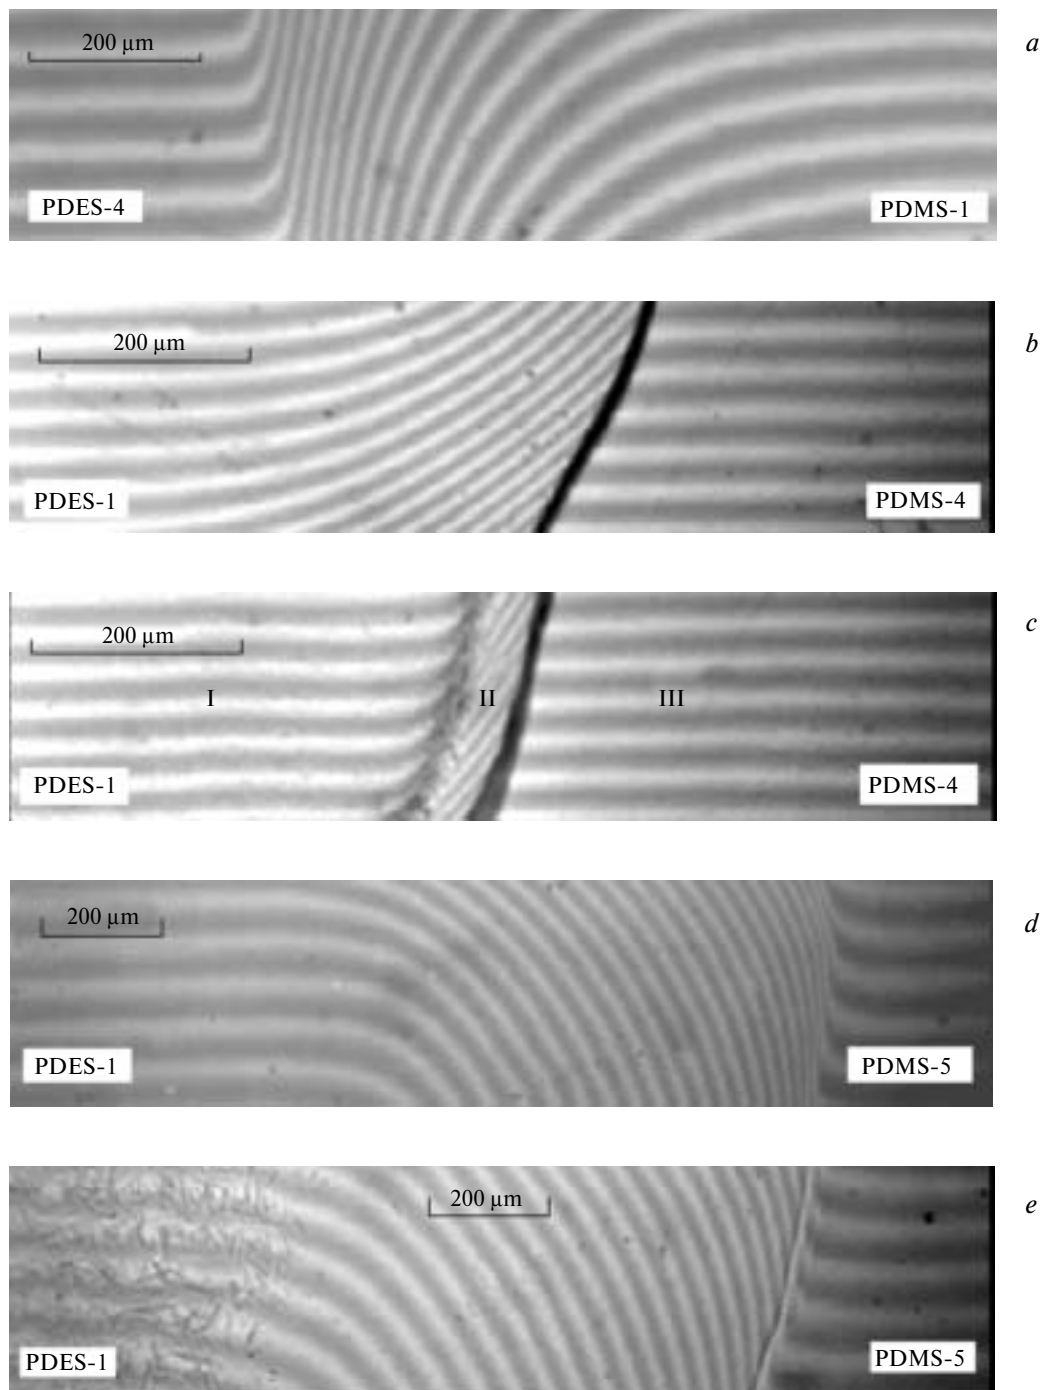 200 µm
a
PDES-4
PDMS-1
200 µm
b
PDES-1
PDMS-4
200 µm
c
I
II
III
PDES-1
PDMS-4
200 µm
d
PDES-1
PDMS-5
200 µm
e
PDES-1
PDMS-5